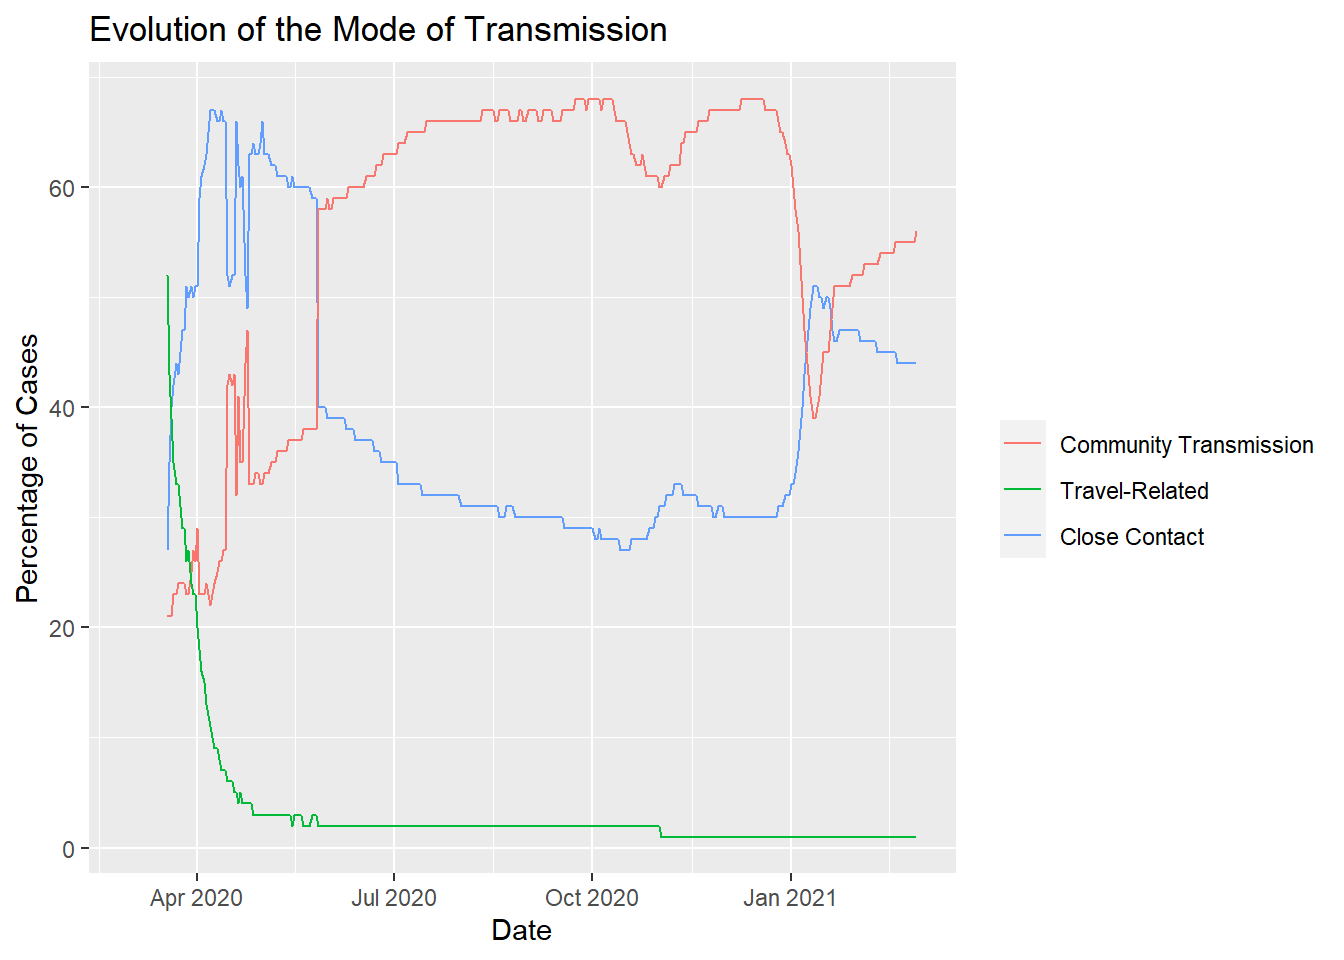 Evolution of the Mode of Transmission
Percentage of Cases
60
40
20
0
Apr 2020
Jul 2020
Oct 2020
Jan 2021
Date
Community Transmission
Travel-Related
Close Contact